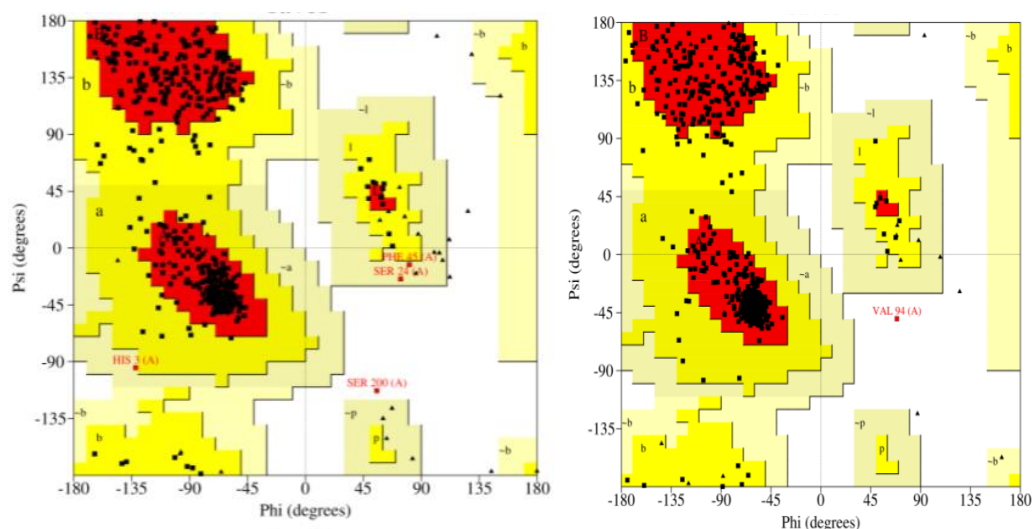 180
B
~b
b
135
b
~b
~l
90
l
45
a
0
PHE 45 (A)
~a
SER 24 (A)
-45
HIS 3 (A)
-90
SER 200 (A)
~b
~p
-135
b
p
~b
-180 -135 -90 -45 0 45 90 135 180
Phi (degrees)
Psi (degrees)
180
B
~b
b
135
b
~b
~l
90
l
45
a
0
~a
-45
VAL 94 (A)
-90
~b
~p
-135
b
p
~b
-180 -135 -90 -45 0 45 90 135 180
Phi (degrees)
Psi (degrees)